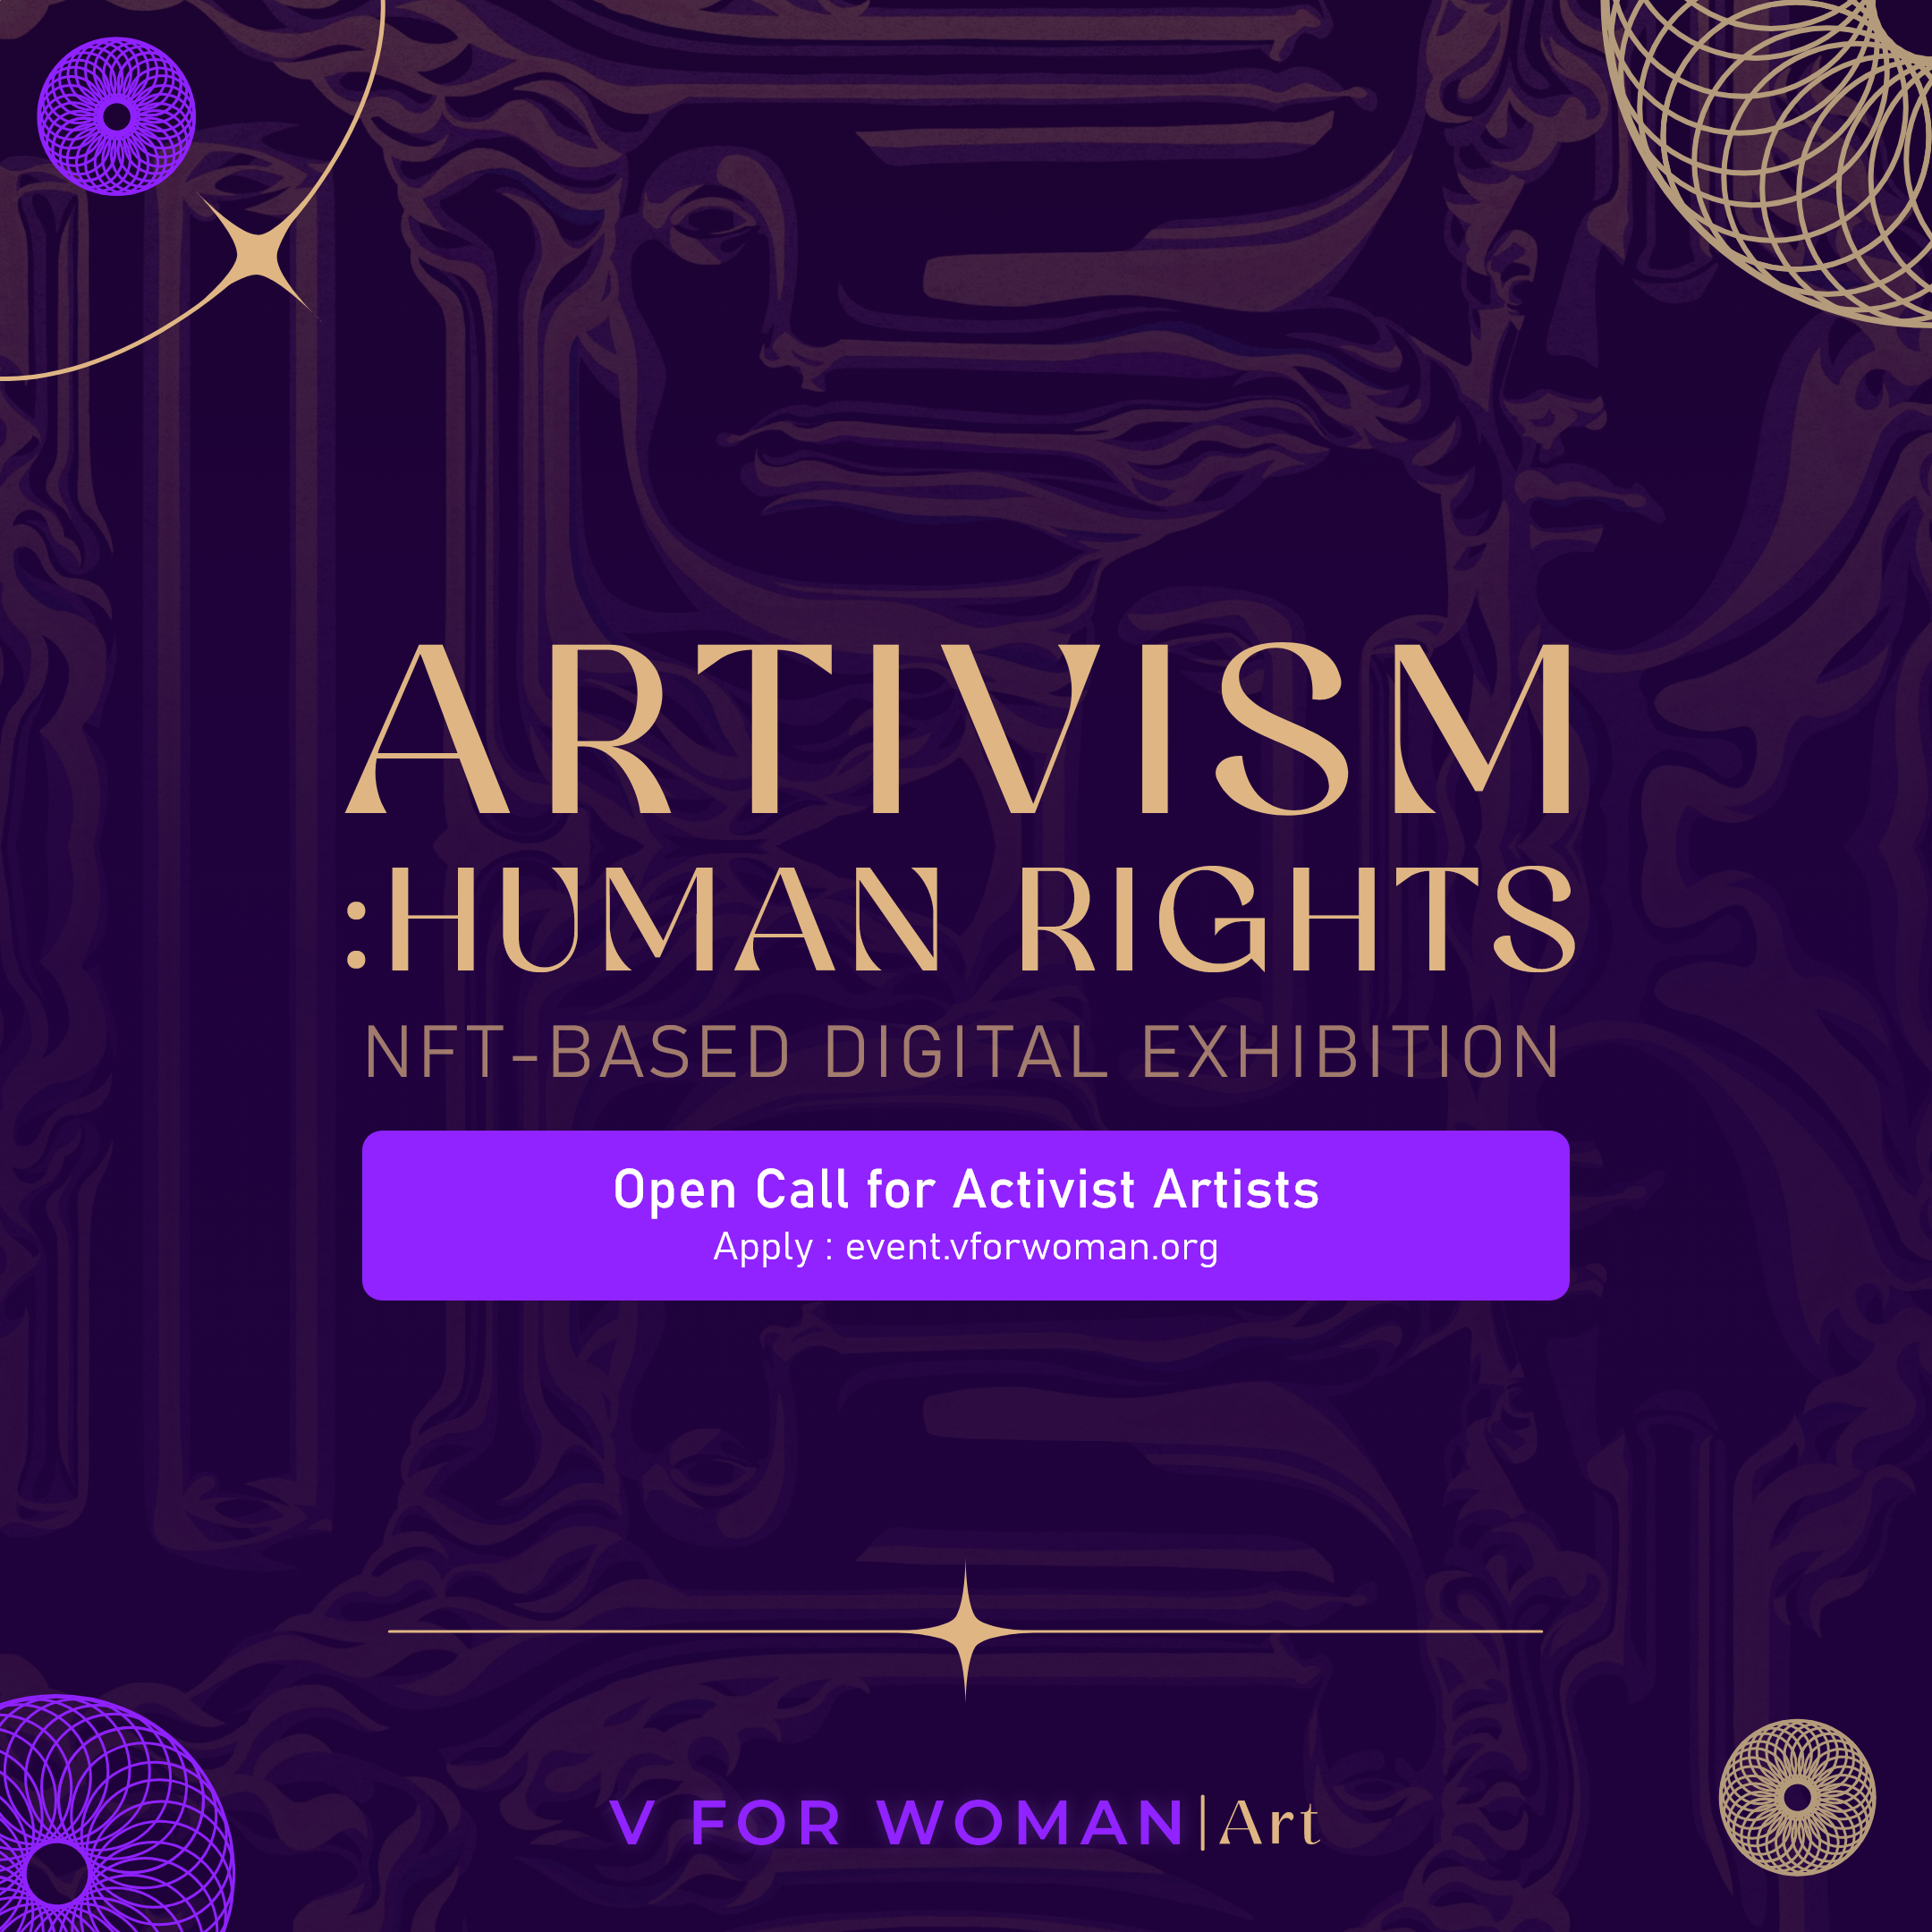 ARTIVISM
:HUMAN RIGHTS
NFT-BASED DIGITAL EXHIBITION
Open Call for Activist Artists
Apply : event.vforwoman.org
V FOR WOMAN|Art